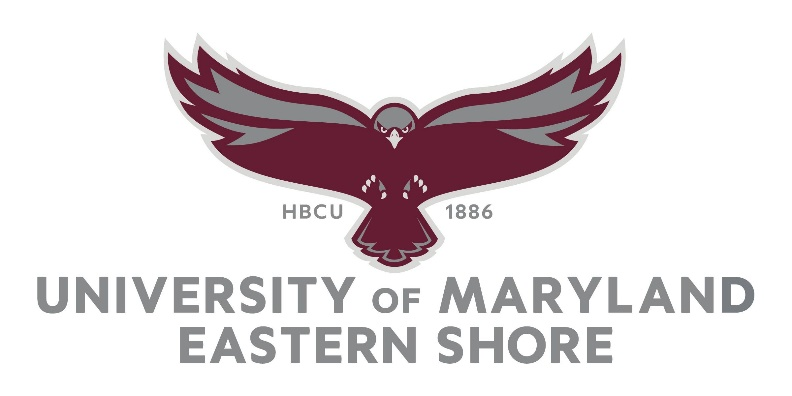 HBCU 1886
UNIVERSITY OF MARYLAND
EASTERN SHORE